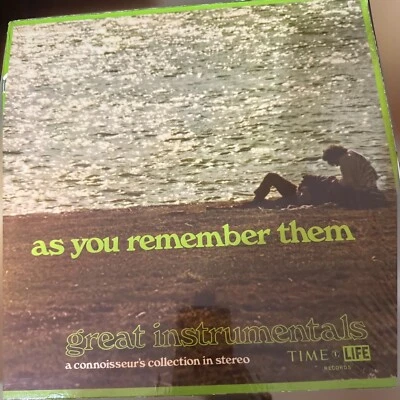 as you remember them
great instrumentals
a connoisseur's collection in stereo
TIME LIFE
RECORDS